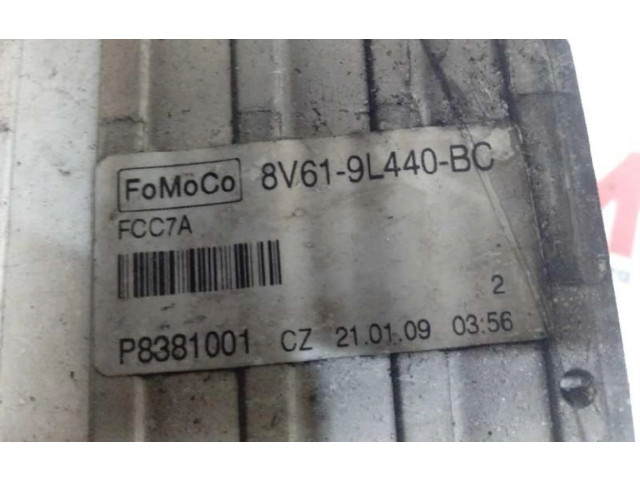 FoMoCo 8V61-9L440-BC
FCC7A
2
P8381001 CZ 21.01.09 03:56